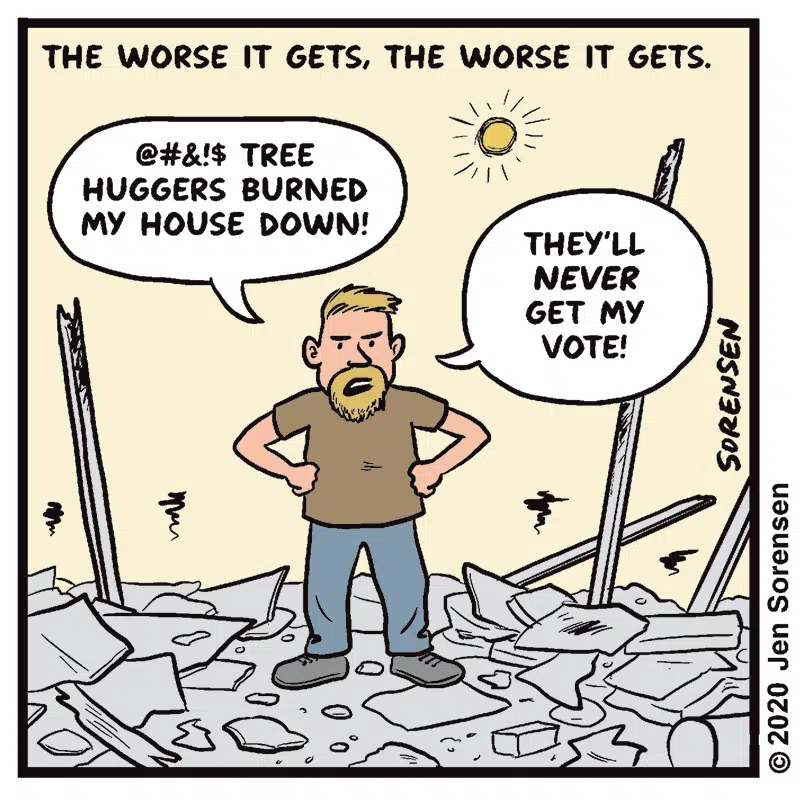 THE WORSE IT GETS, THE WORSE IT GETS.
@#&!$ TREE
HUGGERS BURNED
MY HOUSE DOWN!
THEY'LL
NEVER
GET MY
VOTE!
SORENSEN
© 2020 Jen Sorensen